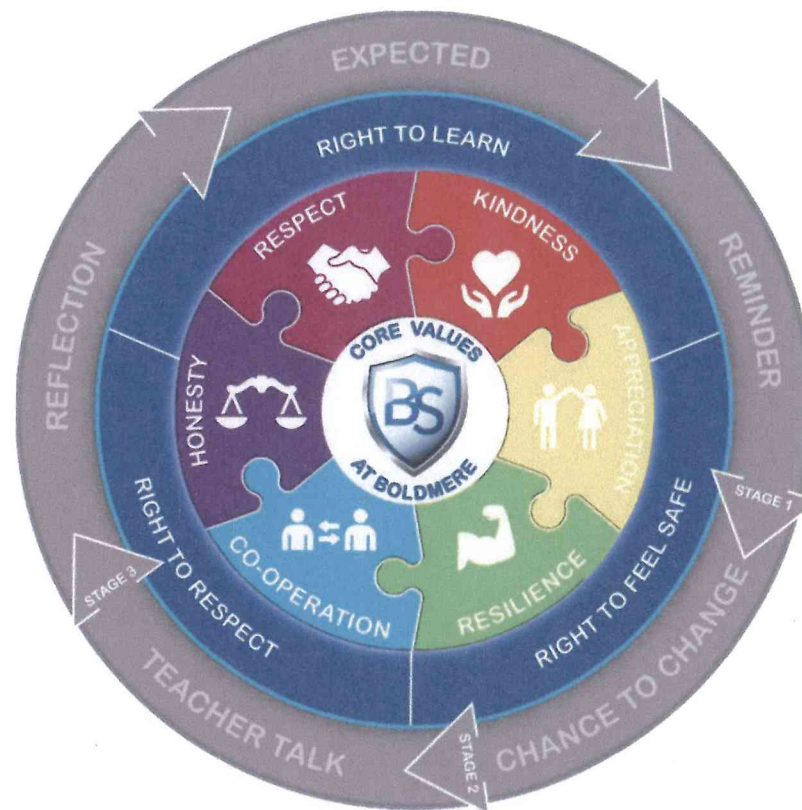 EXPECTED
REMINDER
STAGE 1
CHANCE TO CHANGE
STAGE 2
TEACHER TALK
STAGE 3
REFLECTION
RIGHT TO LEARN
RIGHT TO FEEL SAFE
RIGHT TO RESPECT
RESPECT
KINDNESS
APPRECIATION
RESILIENCE
CO-OPERATION
HONESTY
CORE VALUES
BS
AT BOLDMERE